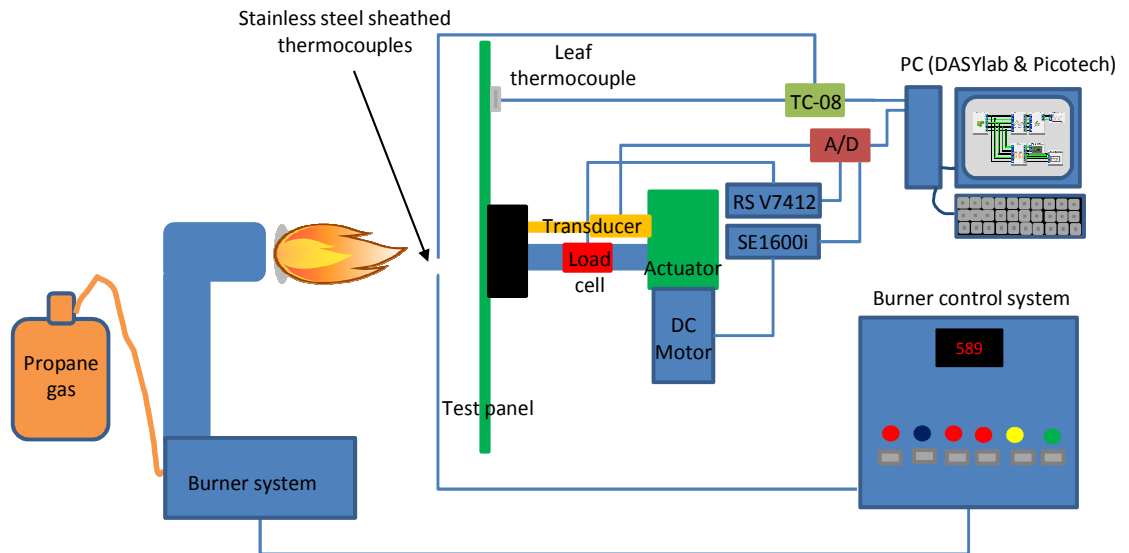 Stainless steel sheathed
thermocouples
Leaf
thermocouple
PC (DASYlab & Picotech)
TC-08
A/D
RS V7412
Transducer
SE1600i
Load
cell
Actuator
DC
Motor
Burner control system
589
Propane
gas
Test panel
Burner system